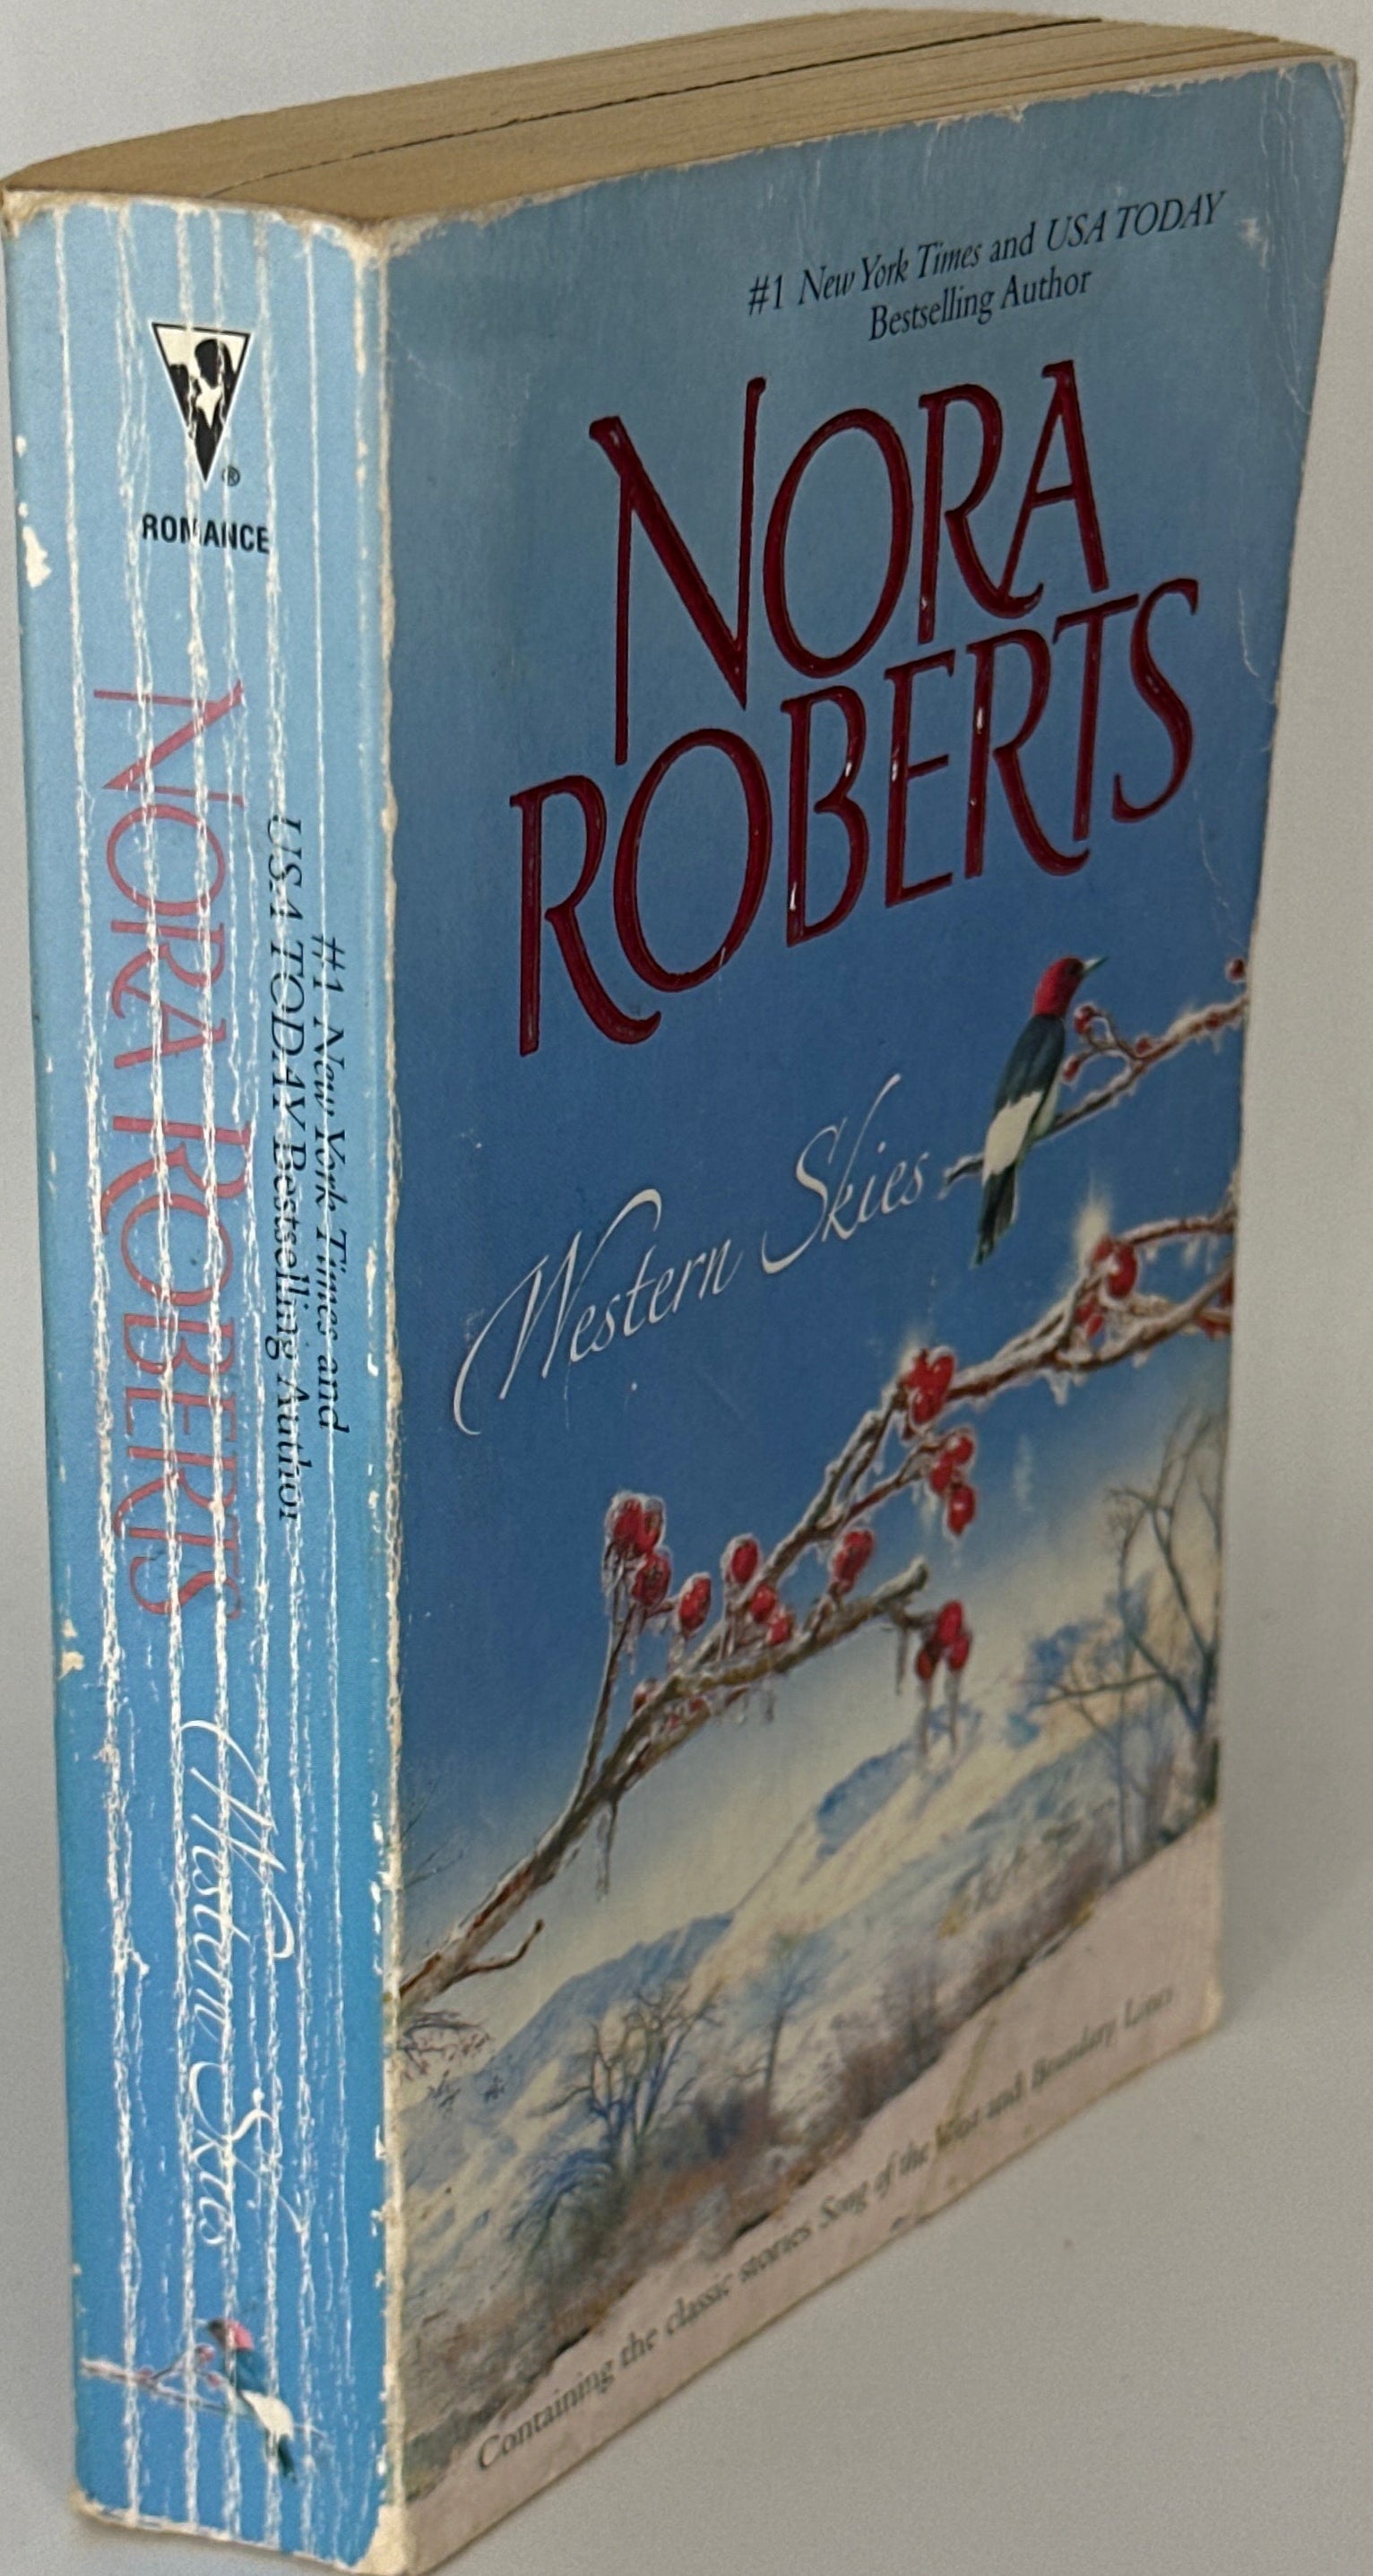 #1 New York Times and USA TODAY
Bestselling Author
NORA
ROBERTS
Western Skies
Containing the classic stories Song of the West and Boundary Lines
®
ROMANCE
NORA ROBERTS
#1 New York Times and
USA TODAY Bestselling Author
Western Skies